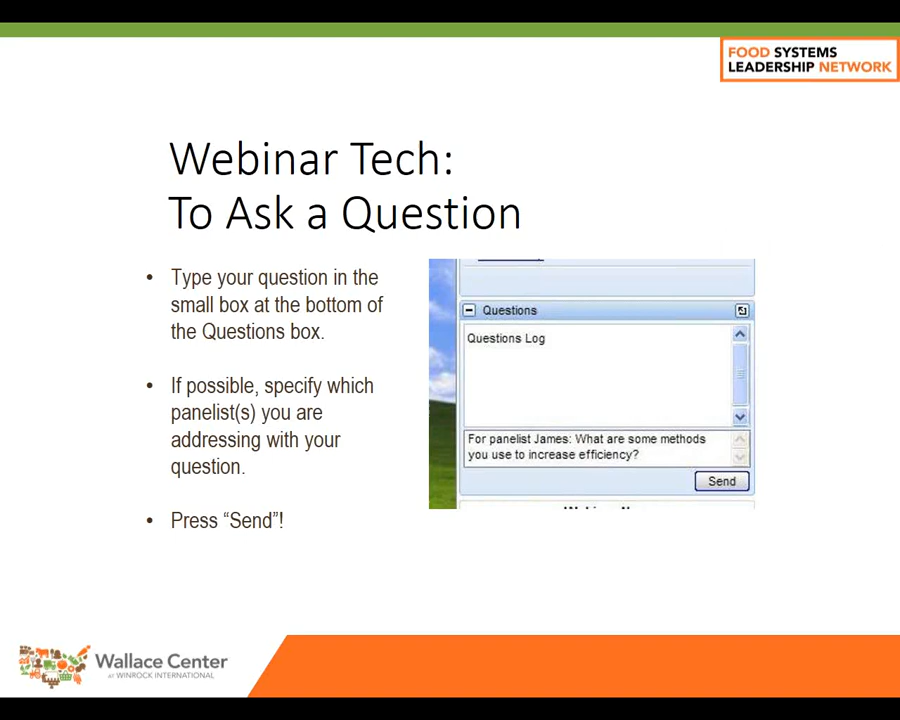 FOOD SYSTEMS
LEADERSHIP NETWORK
Webinar Tech:
To Ask a Question
• Type your question in the
small box at the bottom of
the Questions box.
• If possible, specify which
panelist(s) you are
addressing with your
question.
• Press “Send”!
Questions
Questions Log
For panelist James: What are some methods
you use to increase efficiency?
Send
Wallace Center
AT WINROCK INTERNATIONAL